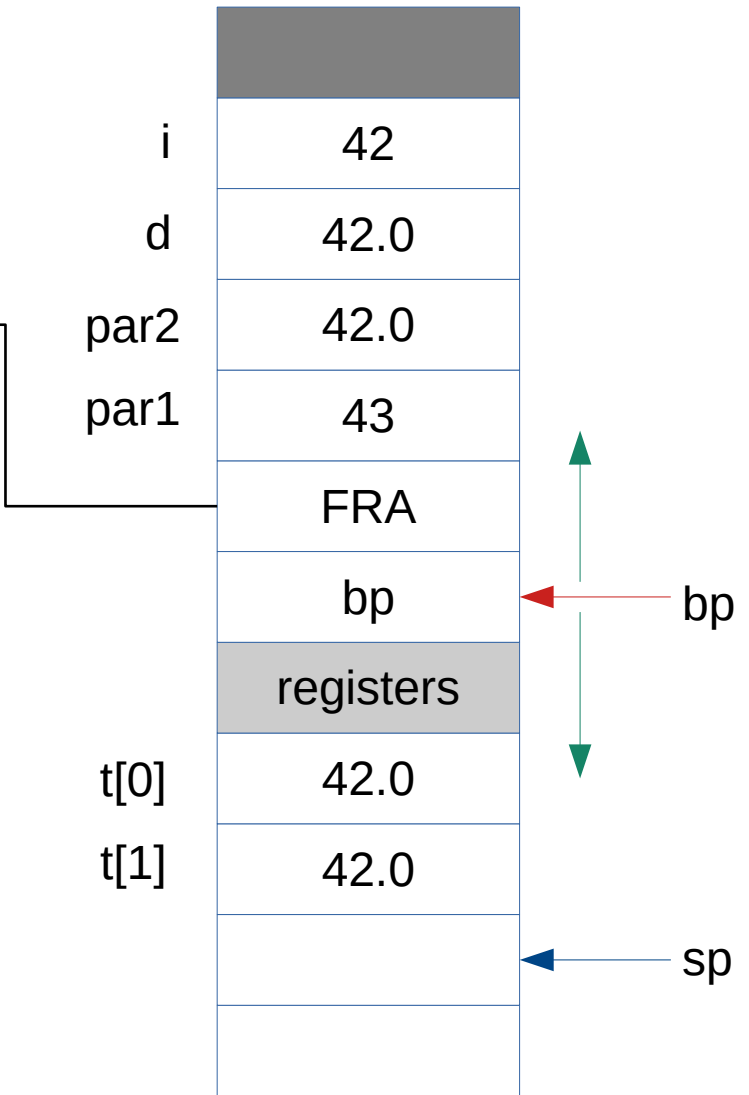 i 42
d 42.0
par2 42.0
par1 43
FRA
bp bp
registers
t[0] 42.0
t[1] 42.0
sp